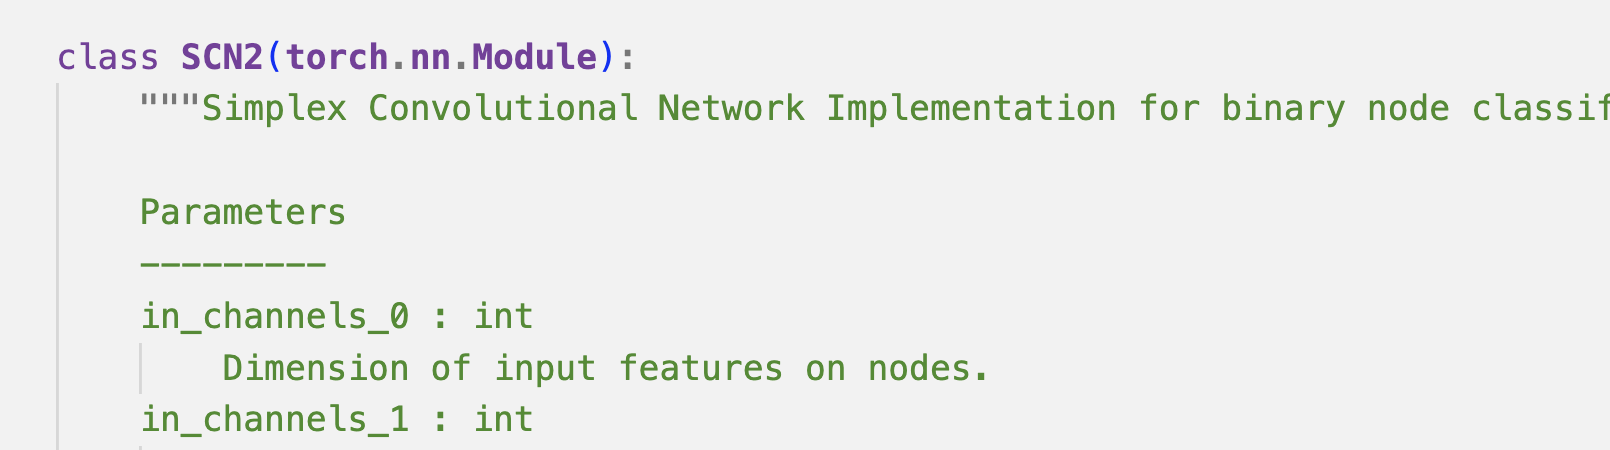 class SCN2(torch.nn.Module):
"""Simplex Convolutional Network Implementation for binary node
Parameters
---------
in_channels_0 : int
Dimension of input features on nodes.
in_channels_1 : int